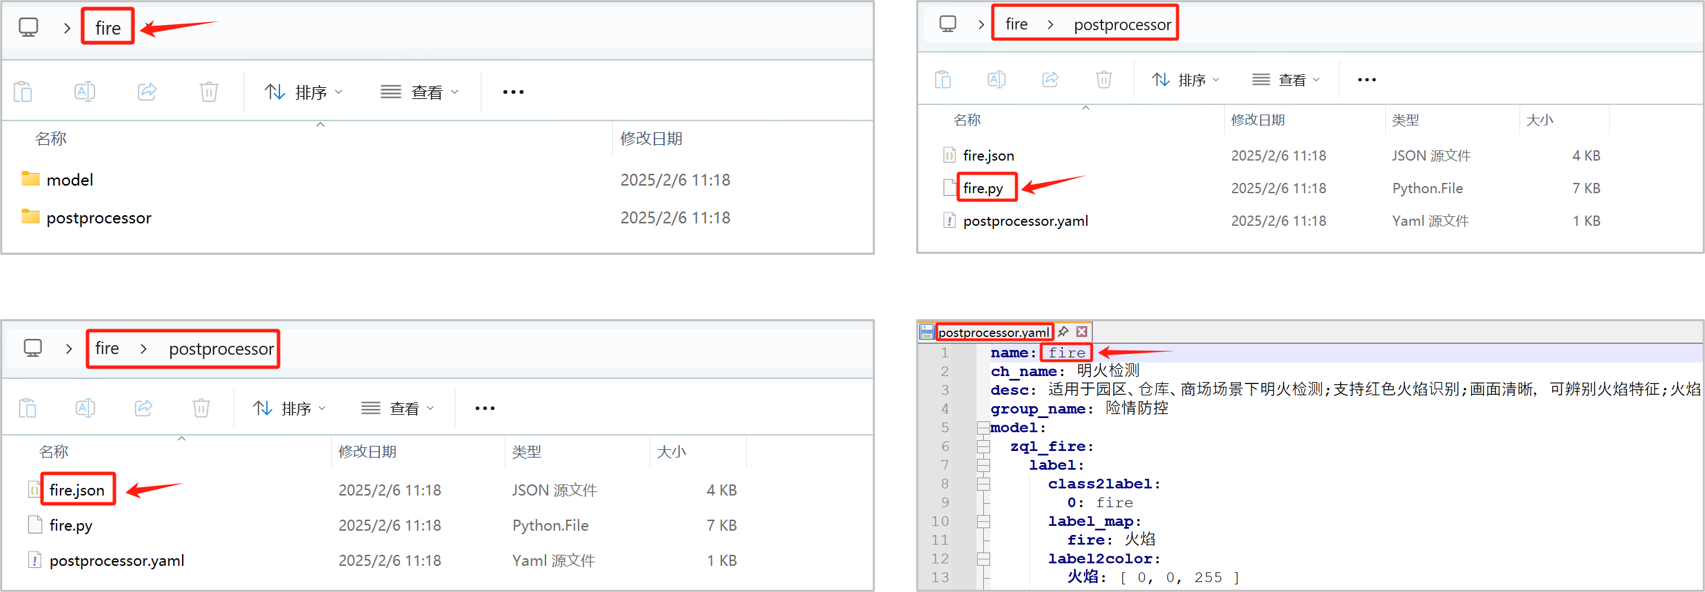 fire
排序
查看
名称
修改日期
model
2025/2/6 11:18
postprocessor
2025/2/6 11:18
fire > postprocessor
排序
查看
名称 修改日期 类型 大小
fire.json 2025/2/6 11:18 JSON 源文件 4 KB
fire.py 2025/2/6 11:18 Python.File 7 KB
postprocessor.yaml 2025/2/6 11:18 Yaml 源文件 1 KB
fire > postprocessor
排序
查看
名称 修改日期 类型 大小
fire.json 2025/2/6 11:18 JSON 源文件 4 KB
fire.py 2025/2/6 11:18 Python.File 7 KB
postprocessor.yaml 2025/2/6 11:18 Yaml 源文件 1 KB
postprocessor.yaml
1 name: fire
2 ch_name: 明火检测
3 desc: 适用于园区、仓库、商场场景下明火检测;支持红色火焰识别;画面清晰，可辨别火焰特征;火焰
4 group_name: 险情防控
5 model:
6 zql_fire:
7 label:
8 class2label:
9 0: fire
10 label_map:
11 fire: 火焰
12 label2color:
13 火焰: [ 0, 0, 255 ]